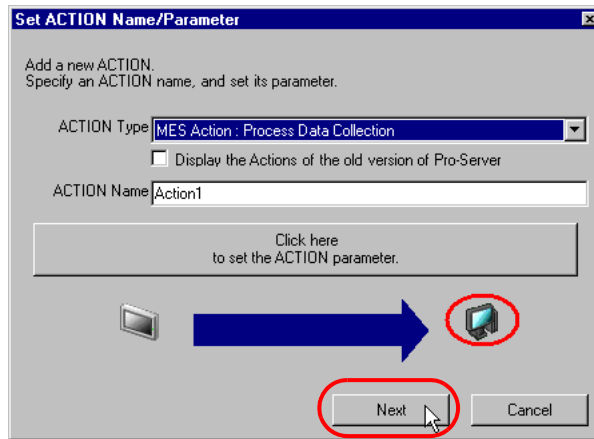 Set ACTION Name/Parameter
Add a new ACTION.
Specify an ACTION name, and set its parameter.
ACTION Type MES Action : Process Data Collection
Display the Actions of the old version of Pro-Server
ACTION Name Action1
Click here
to set the ACTION parameter.
Next Cancel